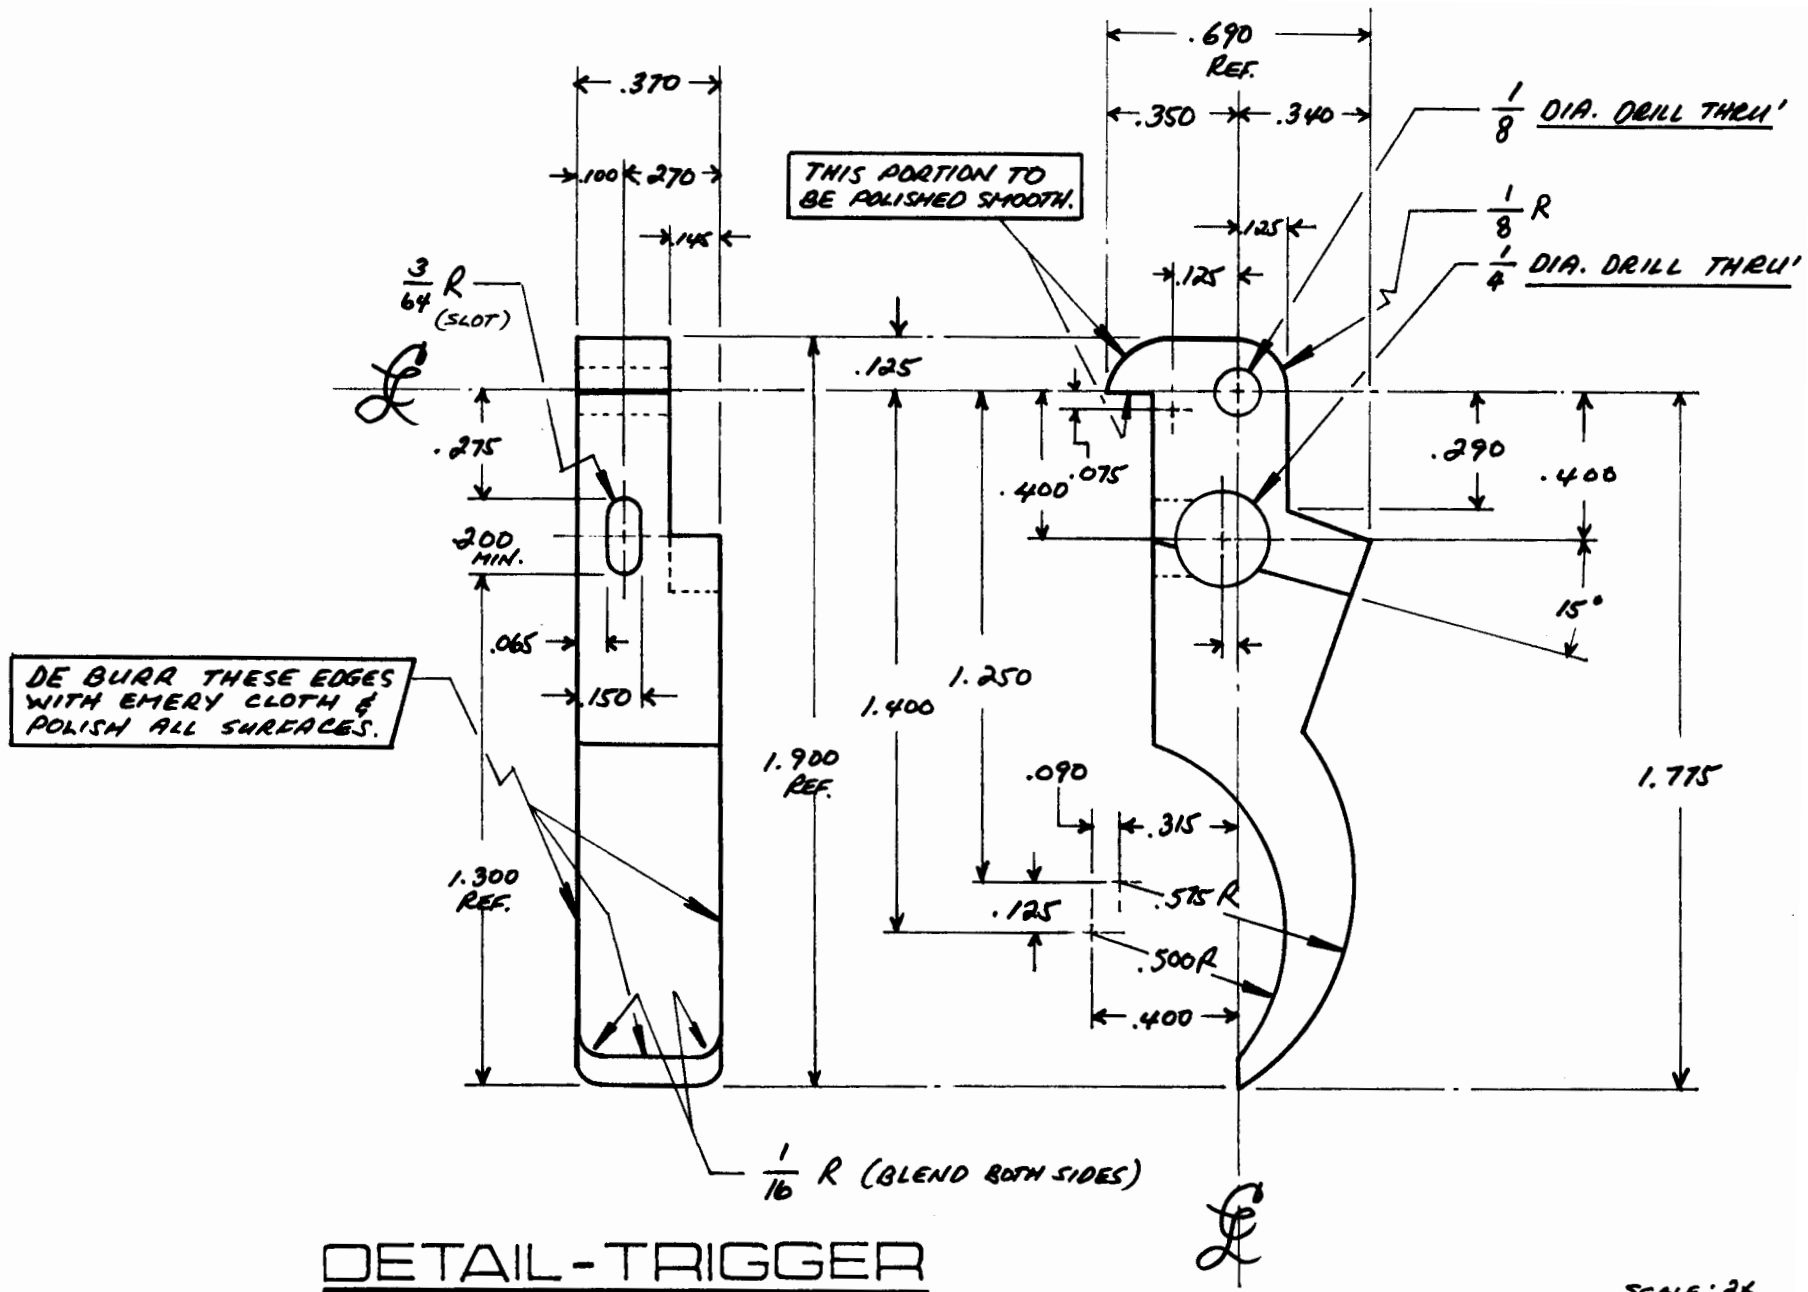 .690
REF.
.370
.350
.340
1/8 DIA. DRILL THRU'
THIS PORTION TO
BE POLISHED SMOOTH.
.100
.270
1/8 R
.125
.145
1/4 DIA. DRILL THRU'
.125
3/64 R
(SLOT)
.125
℄
.275
.290
.400
.075
.400
.200
MIN.
15°
.065
DE BURR THESE EDGES
WITH EMERY CLOTH &
POLISH ALL SURFACES.
.150
1.250
1.400
1.900
REF.
1.775
.090
.315
1.300
REF.
.575 R
.125
.500R
.400
1/16 R (BLEND BOTH SIDES)
℄
DETAIL-TRIGGER